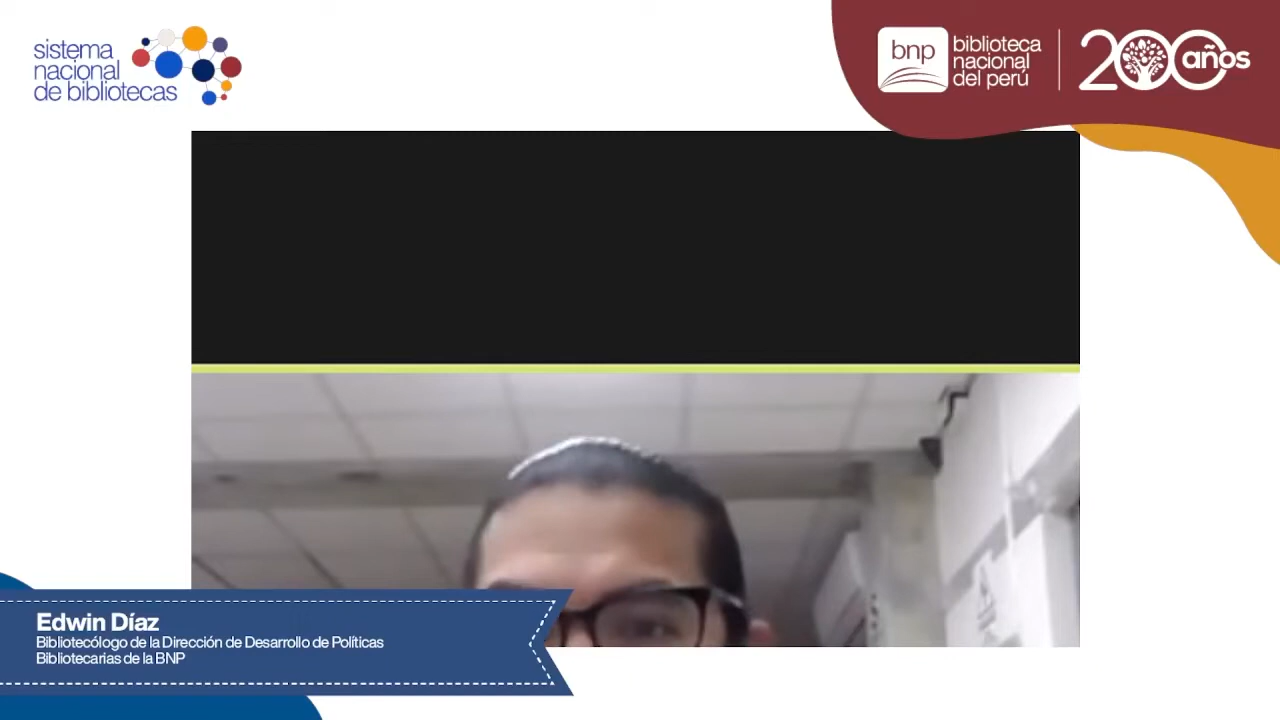 sistema
nacional
de bibliotecas
bnp
biblioteca
nacional
del perú
200 años
Edwin Díaz
Bibliotecólogo de la Dirección de Desarrollo de Políticas
Bibliotecarias de la BNP